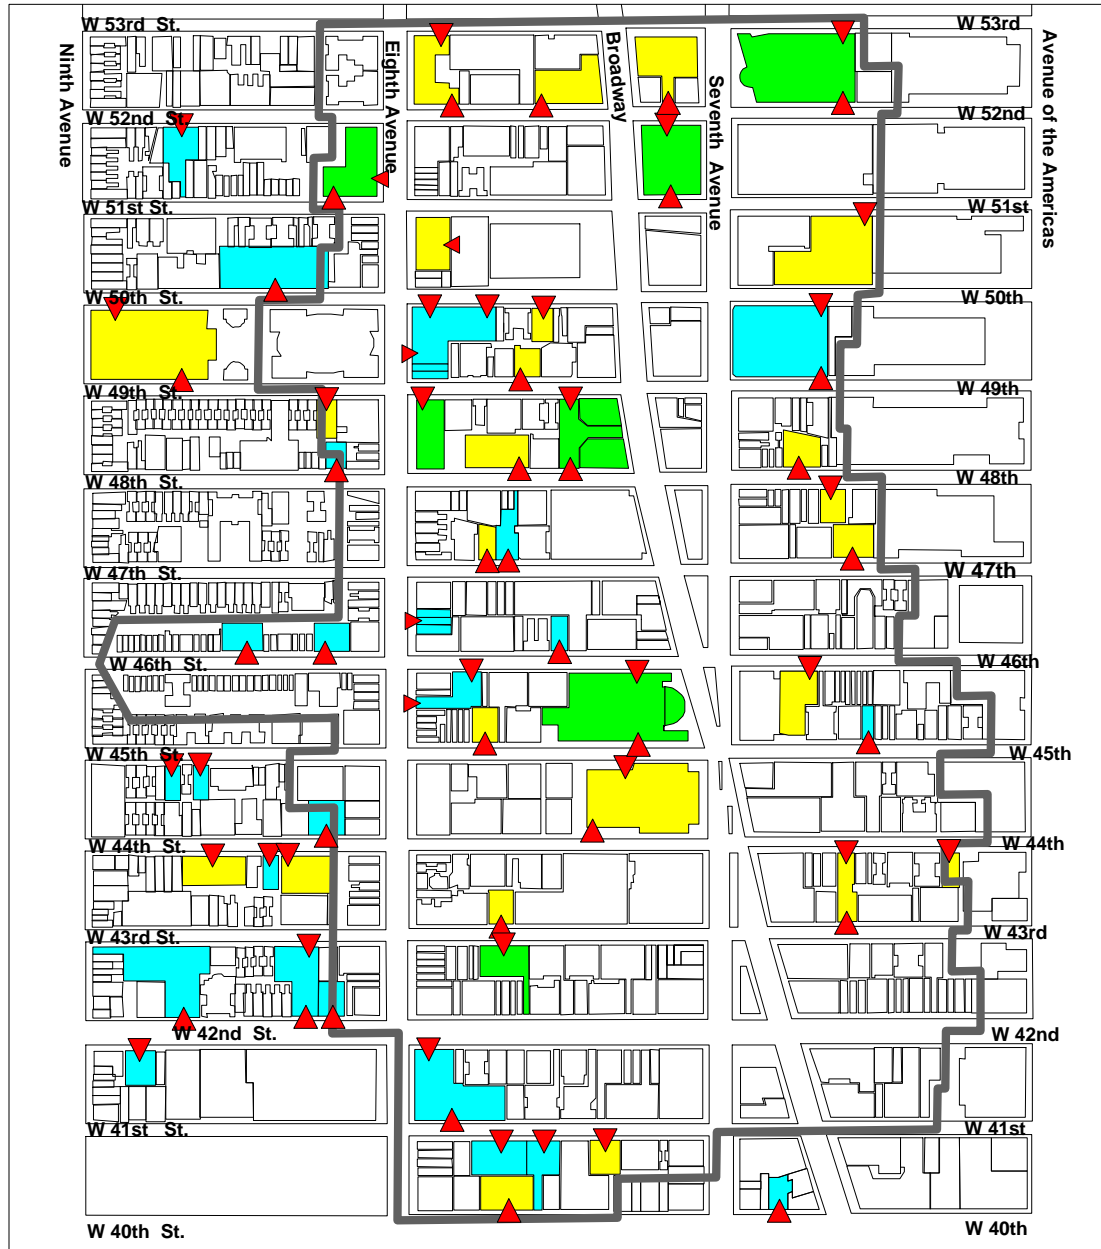 W 53rd  St.
W 53rd
Ninth Avenue
Eighth Avenue
Broadway
Seventh  Avenue
Avenue of the Americas
W 52nd  St.
W 52nd
W 51st St.
W 51st
W 50th  St.
W 50th
W 49th  St.
W 49th
W 48th  St.
W 48th
W 47th  St.
W 47th
W 46th  St.
W 46th
W 45th  St.
W 45th
W 44th  St.
W 44th
W 43rd St.
W 43rd
W 42nd  St.
W 42nd
W 41st  St.
W 41st
W 40th  St.
W 40th